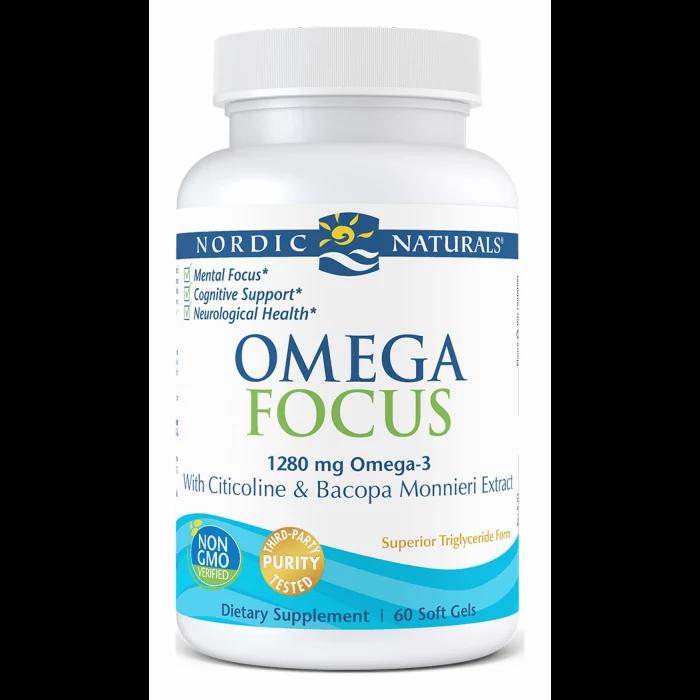 NORDIC NATURALS®
Mental Focus*
Cognitive Support*
Neurological Health*
OMEGA
FOCUS
1280 mg Omega-3
With Citicoline & Bacopa Monnieri Extract
Superior Triglyceride Form
NON
GMO
VERIFIED
THIRD-PARTY
PURITY
TESTED
Dietary Supplement | 60 Soft Gels